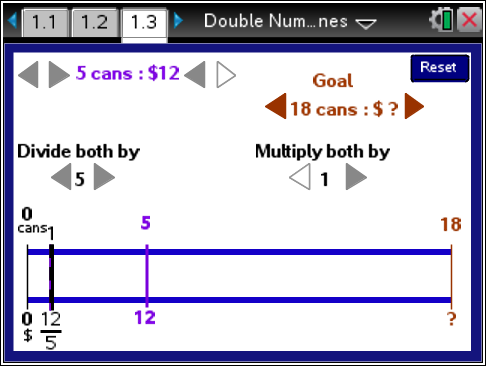 1.1 1.2 1.3 Double Num...nes
Reset
5 cans : $12
Goal
18 cans : $ ?
Divide both by
5
Multiply both by
1
0 5 18
cans 1
0 12/5 12 ?
$